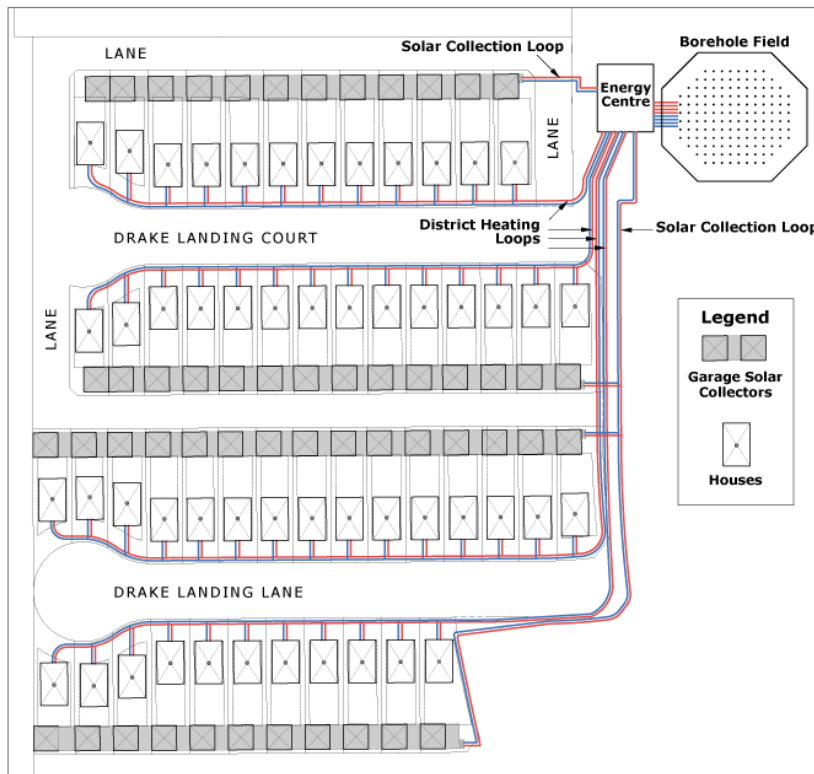 LANE
Solar Collection Loop
Borehole Field
Energy
Centre
LANE
District Heating
Loops
Solar Collection Loop
DRAKE LANDING COURT
LANE
Legend
Garage Solar
Collectors
Houses
DRAKE LANDING LANE